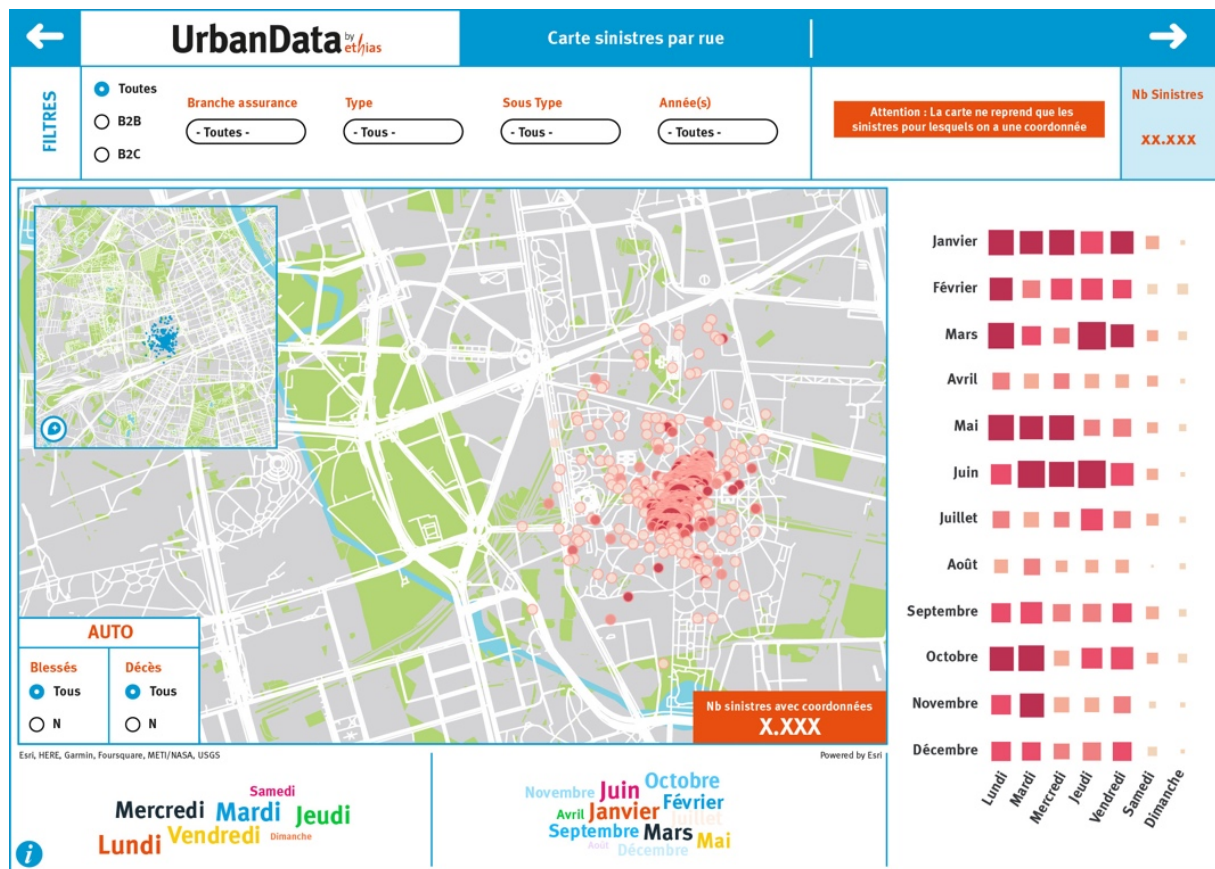 UrbanData by ethias
Carte sinistres par rue
FILTRES
Toutes
B2B
B2C
Branche assurance
- Toutes -
Type
- Tous -
Sous Type
- Tous -
Année(s)
- Toutes -
Attention : La carte ne reprend que les
sinistres pour lesquels on a une coordonnée
Nb Sinistres
xx.xxx
AUTO
Blessés
Tous
N
Décès
Tous
N
Nb sinistres avec coordonnées
X.XXX
Esri, HERE, Garmin, Foursquare, METI/NASA, USGS
Powered by Esri
Janvier
Février
Mars
Avril
Mai
Juin
Juillet
Août
Septembre
Octobre
Novembre
Décembre
Lundi
Mardi
Mercredi
Jeudi
Vendredi
Samedi
Dimanche
Samedi
Mercredi Mardi Jeudi
Lundi Vendredi Dimanche
Novembre Juin Octobre
Avril Janvier Février
Juillet
Septembre Mars Mai
Août Décembre
i